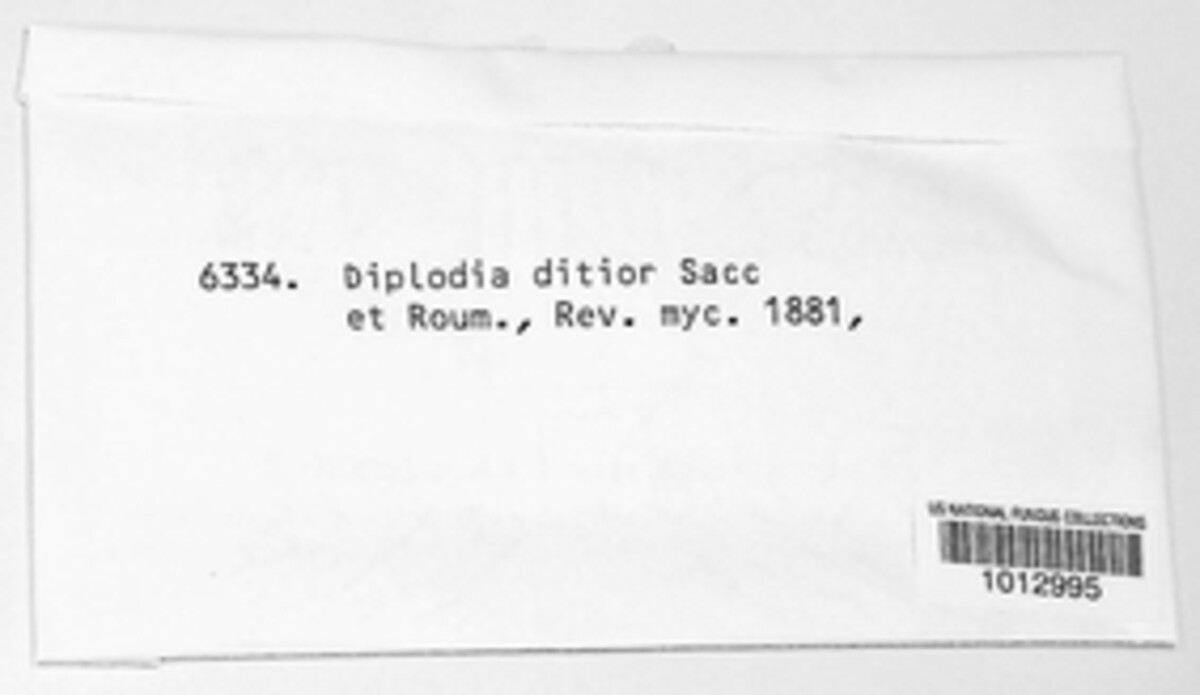 6334. Diplodia ditior Sacc
et Roum., Rev. myc. 1881,
US NATIONAL FUNGUS COLLECTIONS
1012995